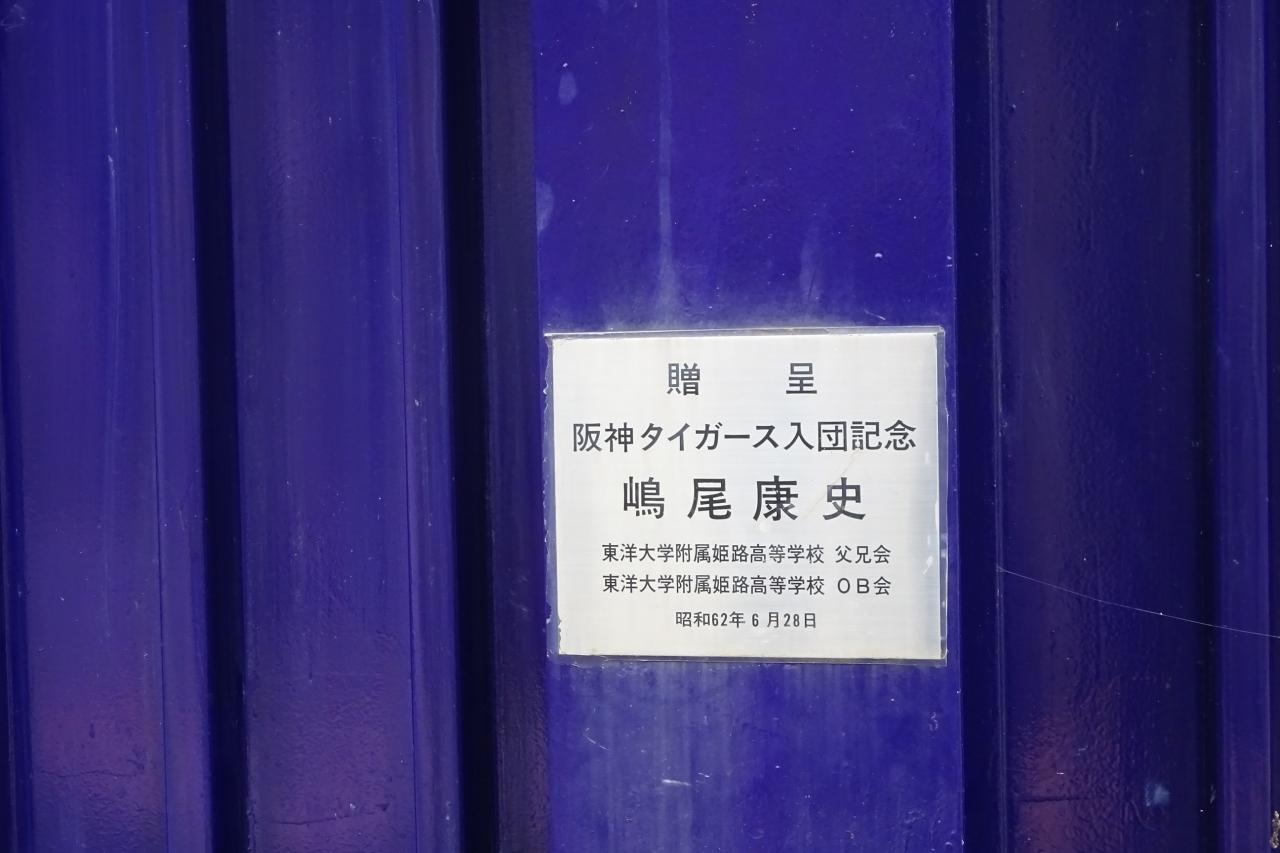 贈呈
阪神タイガース入団記念
嶋尾康史
東洋大学附属姫路高等学校 父兄会
東洋大学附属姫路高等学校 OB会
昭和62年6月28日